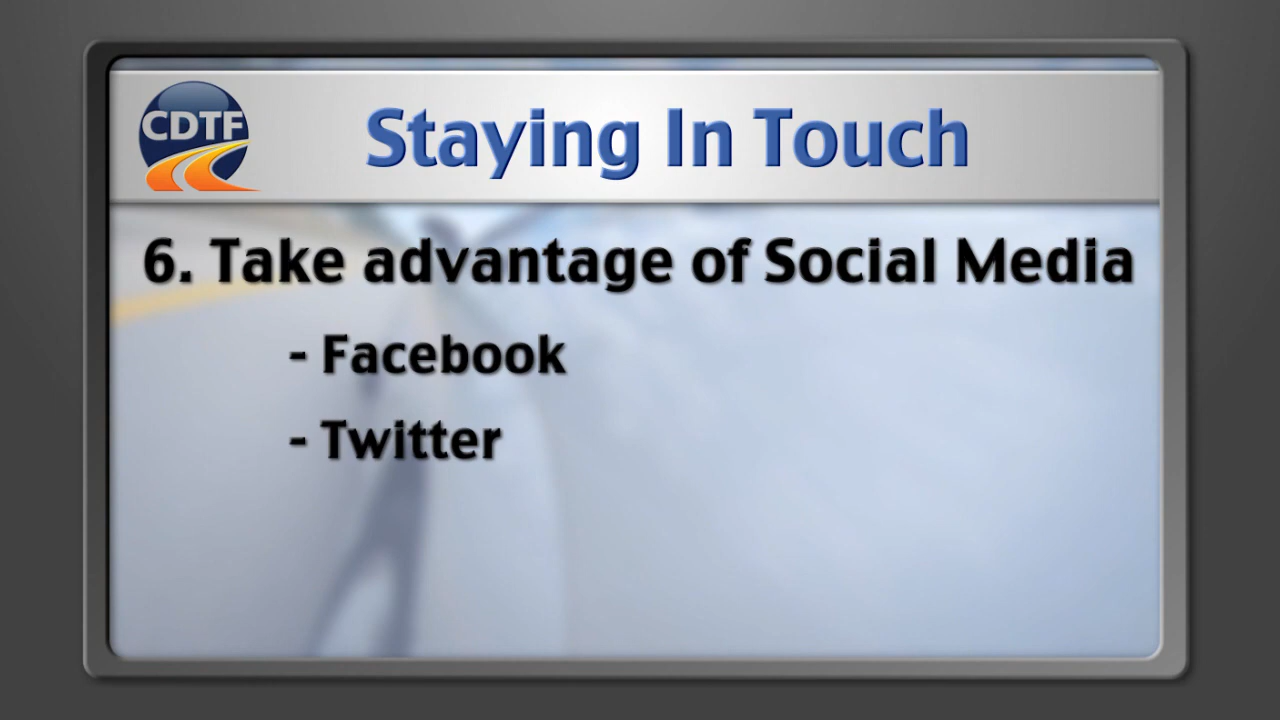 CDTF
Staying In Touch
6. Take advantage of Social Media
- Facebook
- Twitter